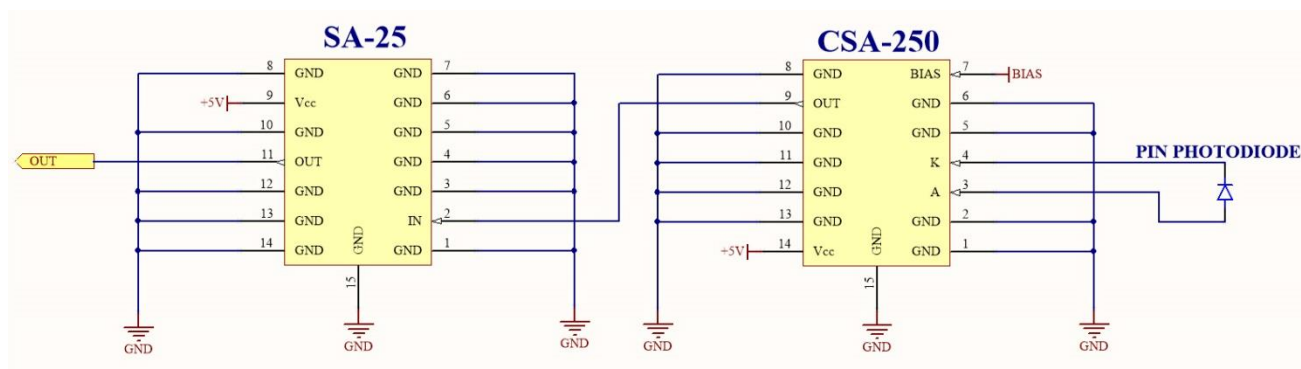 SA-25
CSA-250
8 GND GND 7
+5V 9 Vcc GND 6
10 GND GND 5
OUT 11 OUT GND 4
12 GND GND 3
13 GND IN 2
14 GND GND 1
GND
15
GND
GND
GND
8 GND BIAS 7 BIAS
9 OUT GND 6
10 GND GND 5
11 GND K 4
12 GND A 3
13 GND GND 2
+5V 14 Vcc GND 1
GND
15
PIN PHOTODIODE
GND
GND
GND